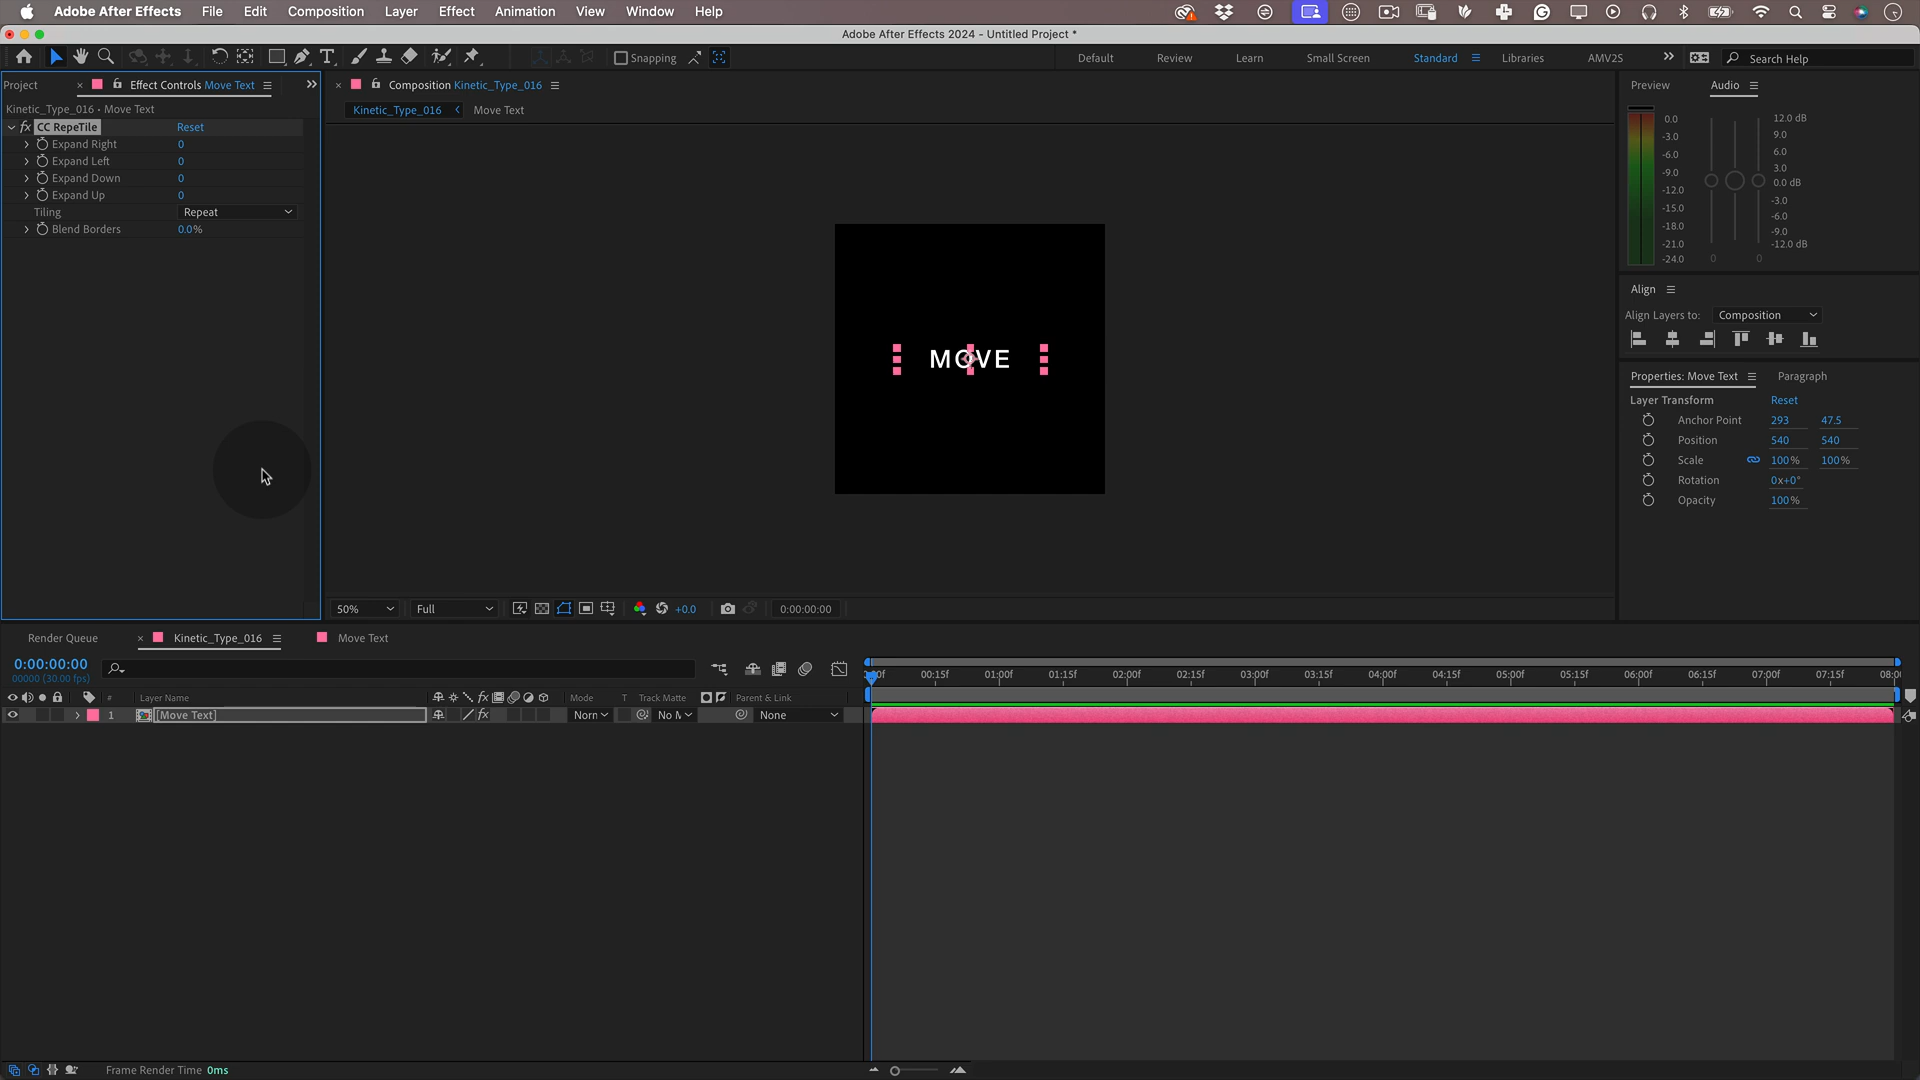 Adobe After Effects File Edit Composition Layer Effect Animation View Window Help
Adobe After Effects 2024 - Untitled Project *
Snapping Default Review Learn Small Screen Standard Libraries AMV2S Search Help
Project Effect Controls Move Text
Kinetic_Type_016 • Move Text
fx CC RepeTile Reset
Expand Right 0
Expand Left 0
Expand Down 0
Expand Up 0
Tiling Repeat
Blend Borders 0.0%
Composition Kinetic_Type_016
Kinetic_Type_016 Move Text
MOVE
50% Full +0.0 0:00:00:00
Preview Audio
0.0 12.0 dB
-3.0 9.0
-6.0 6.0
-9.0 3.0
-12.0 0.0 dB
-15.0 -3.0
-18.0 -6.0
-21.0 -9.0
-24.0 -12.0 dB
0 0
Align
Align Layers to: Composition
Properties: Move Text Paragraph
Layer Transform Reset
Anchor Point 293 47.5
Position 540 540
Scale 100% 100%
Rotation 0x+0°
Opacity 100%
Render Queue Kinetic_Type_016 Move Text
0:00:00:00
00000 (30.00 fps)
00:15f 01:00f 01:15f 02:00f 02:15f 03:00f 03:15f 04:00f 04:15f 05:00f 05:15f 06:00f 06:15f 07:00f 07:15f
# Layer Name fx Mode T Track Matte Parent & Link
1 [Move Text] fx Norn No M None
Frame Render Time 0ms